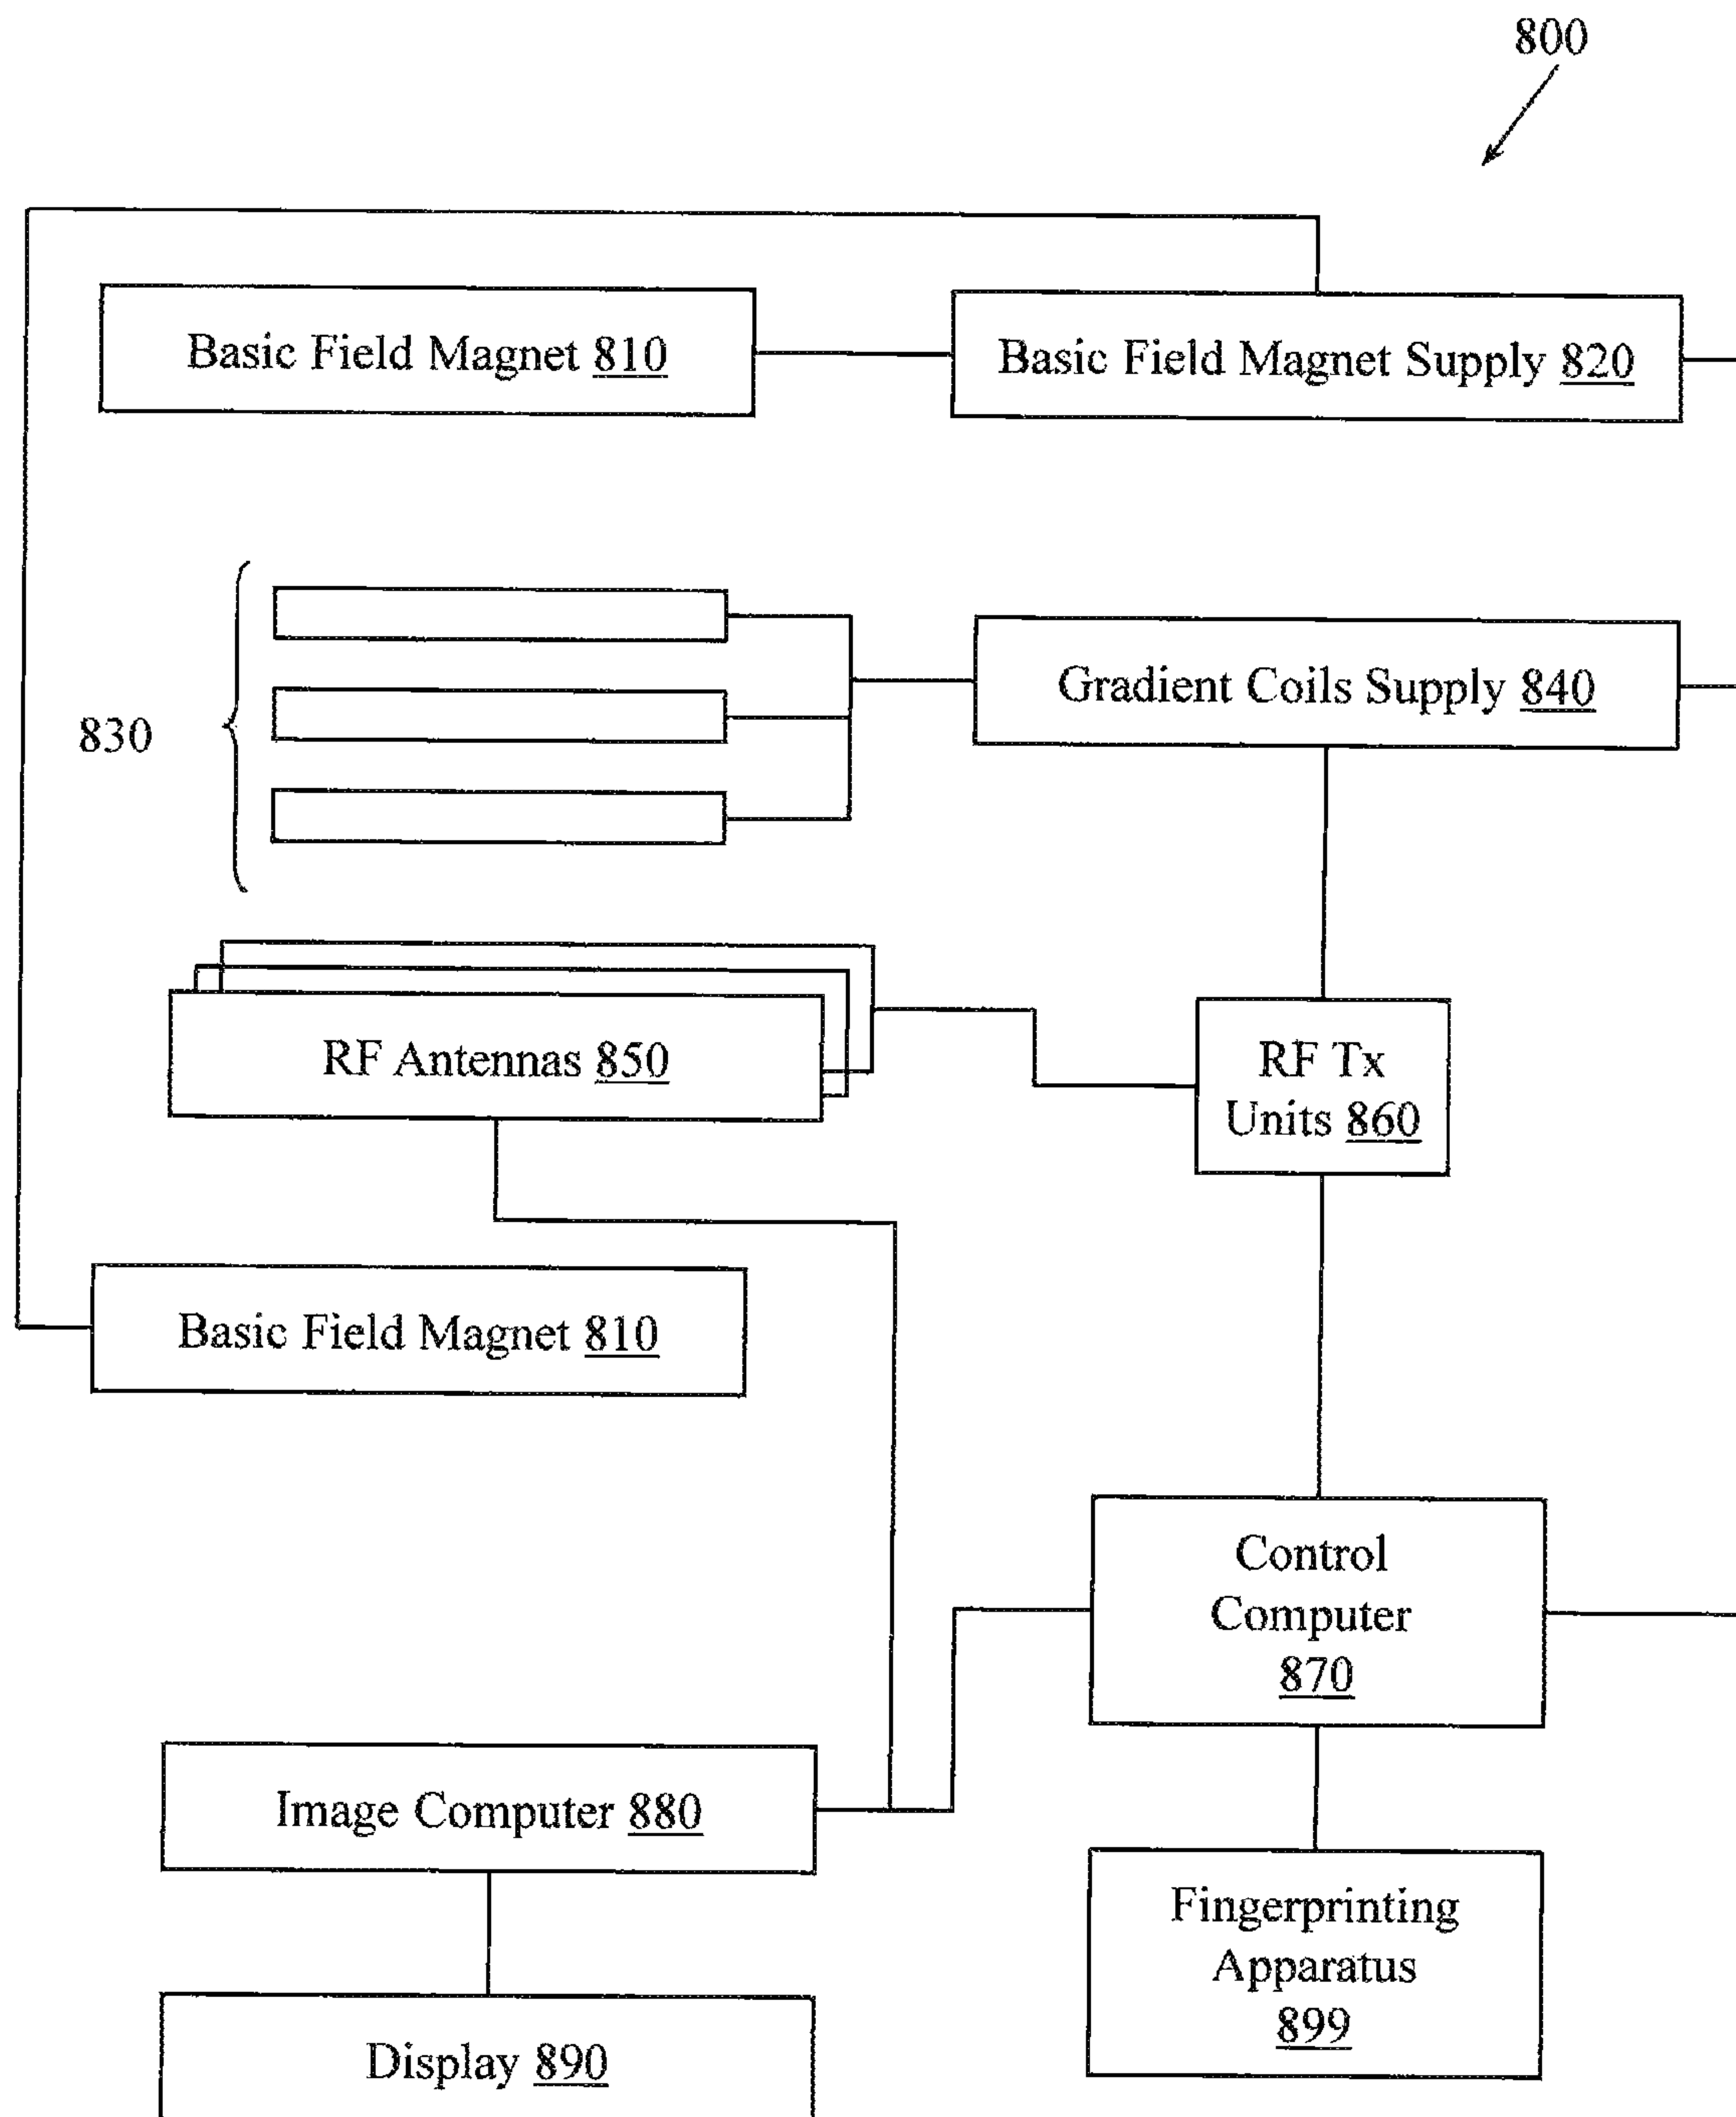 800
Basic Field Magnet 810
Basic Field Magnet Supply 820
830
Gradient Coils Supply 840
RF Antennas 850
RF Tx
Units 860
Basic Field Magnet 810
Control
Computer
870
Image Computer 880
Fingerprinting
Apparatus
899
Display 890